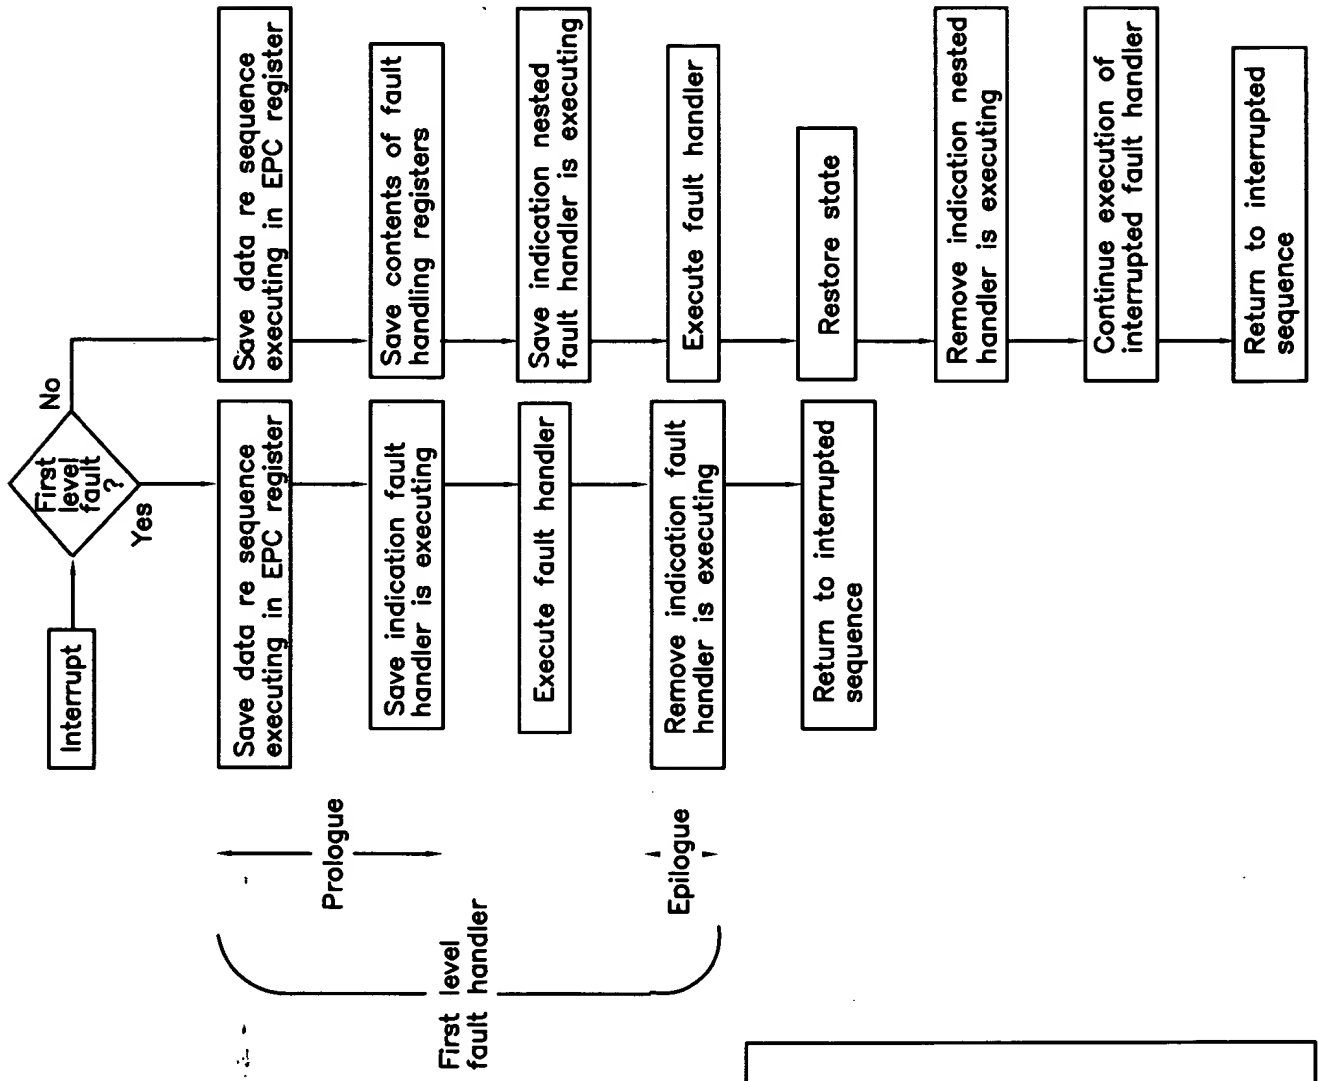 Interrupt
First
level
fault
?
Yes
No
Save data re sequence
executing in EPC register
Save indication fault
handler is executing
Execute fault handler
Remove indication fault
handler is executing
Return to interrupted
sequence
Save data re sequence
executing in EPC register
Save contents of fault
handling registers
Save indication nested
fault handler is executing
Execute fault handler
Restore state
Remove indication nested
handler is executing
Continue execution of
interrupted fault handler
Return to interrupted
sequence
Prologue
Epilogue
First level
fault handler